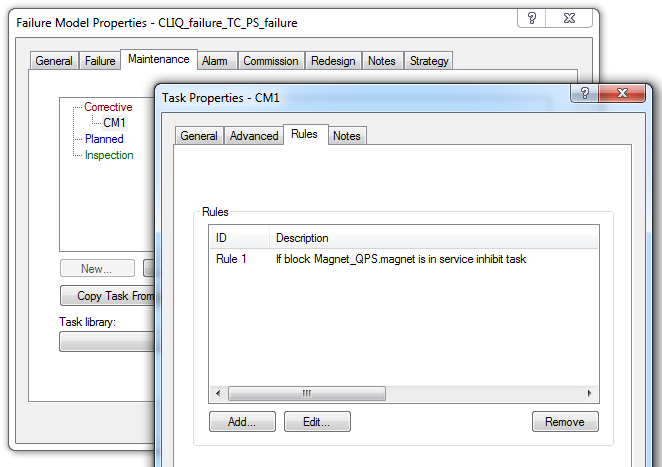 Failure Model Properties - CLIQ_failure_TC_PS_failure
General Failure Maintenance Alarm Commission Redesign Notes Strategy
Corrective
CM1
Planned
Inspection
New...
Copy Task From
Task library:
Task Properties - CM1
General Advanced Rules Notes
Rules
ID Description
Rule 1 If block Magnet_QPS.magnet is in service inhibit task
Add... Edit... Remove